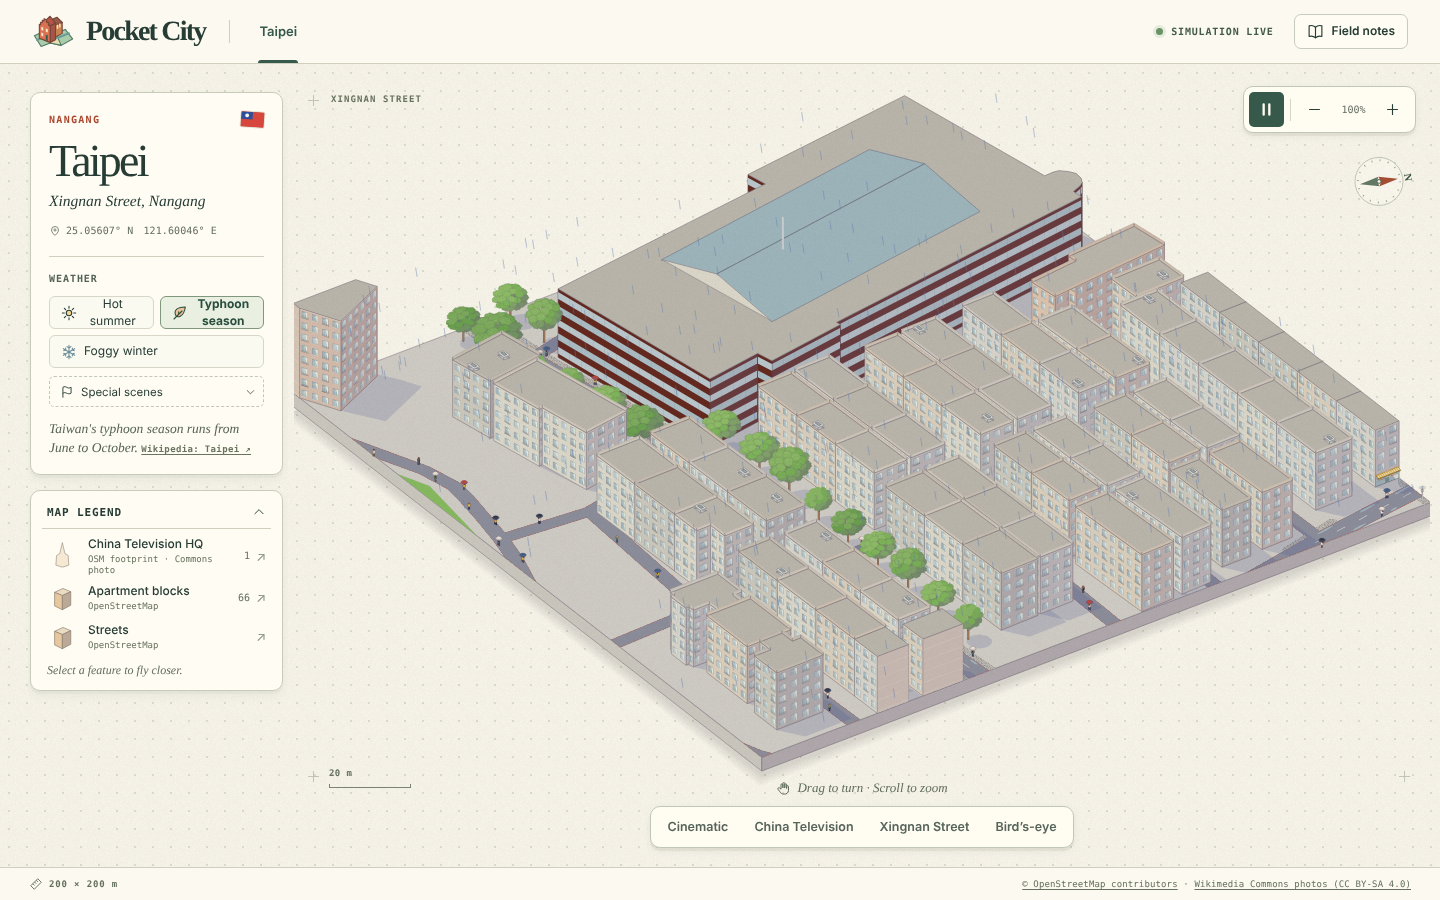 Pocket City
Taipei
SIMULATION LIVE
Field notes
NANGANG
Taipei
Xingnan Street, Nangang
25.05607° N 121.60046° E
WEATHER
Hot
summer
Typhoon
season
Foggy winter
Special scenes
Taiwan's typhoon season runs from
June to October. Wikipedia: Taipei ↗
MAP LEGEND
China Television HQ
OSM footprint · Commons
photo
1
Apartment blocks
OpenStreetMap
66
Streets
OpenStreetMap
Select a feature to fly closer.
XINGNAN STREET
100%
N
20 m
Drag to turn · Scroll to zoom
Cinematic
China Television
Xingnan Street
Bird's-eye
200 × 200 m
© OpenStreetMap contributors · Wikimedia Commons photos (CC BY-SA 4.0)